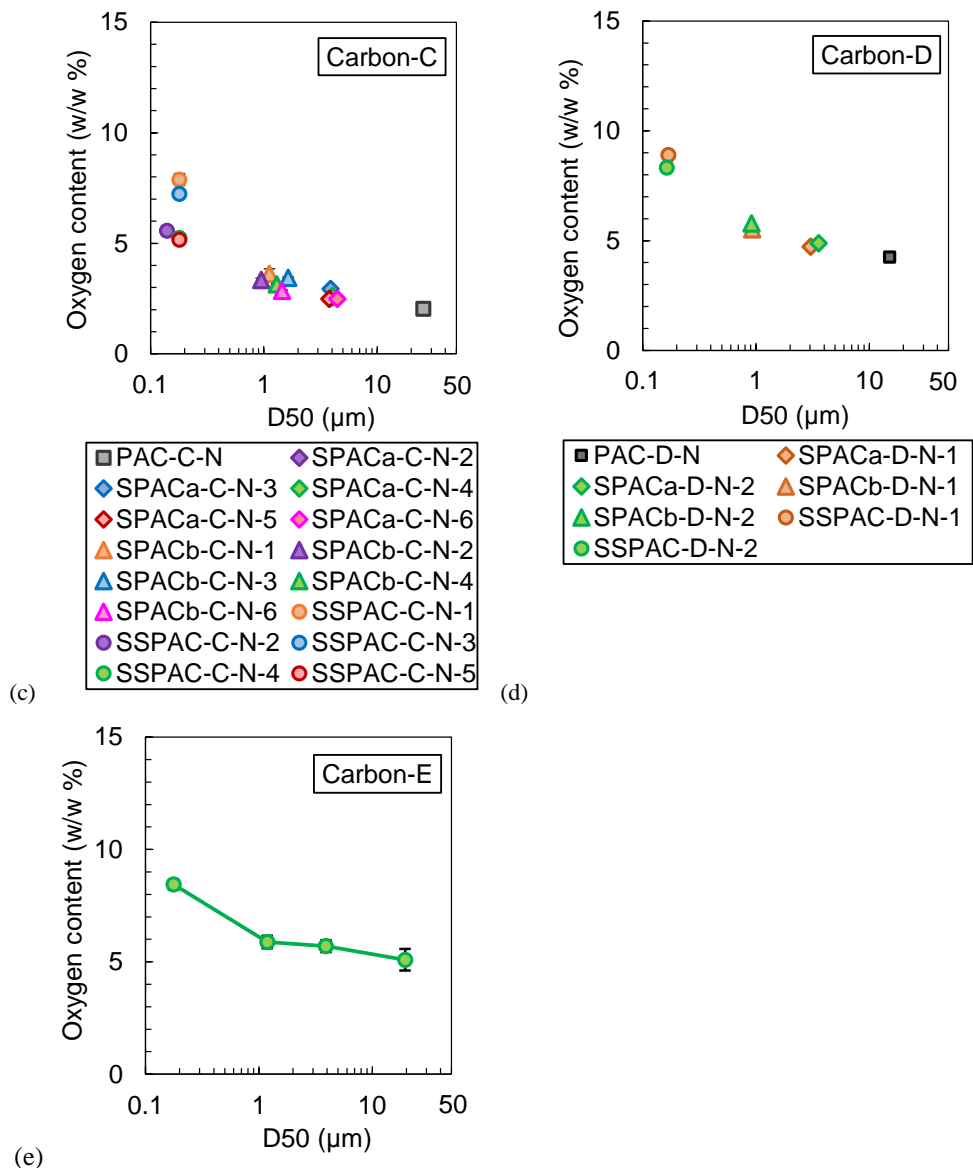 15
10
5
0
Oxygen content (w/w %)
Carbon-C
0.1 1 10 50
D50 (µm)
PAC-C-N SPACa-C-N-2
SPACa-C-N-3 SPACa-C-N-4
SPACa-C-N-5 SPACa-C-N-6
SPACb-C-N-1 SPACb-C-N-2
SPACb-C-N-3 SPACb-C-N-4
SPACb-C-N-6 SSPAC-C-N-1
SSPAC-C-N-2 SSPAC-C-N-3
SSPAC-C-N-4 SSPAC-C-N-5
(c)
15
10
5
0
Oxygen content (w/w %)
Carbon-D
0.1 1 10 50
D50 (µm)
PAC-D-N SPACa-D-N-1
SPACa-D-N-2 SPACb-D-N-1
SPACb-D-N-2 SSPAC-D-N-1
SSPAC-D-N-2
(d)
15
10
5
0
Oxygen content (w/w %)
Carbon-E
0.1 1 10 50
D50 (µm)
(e)